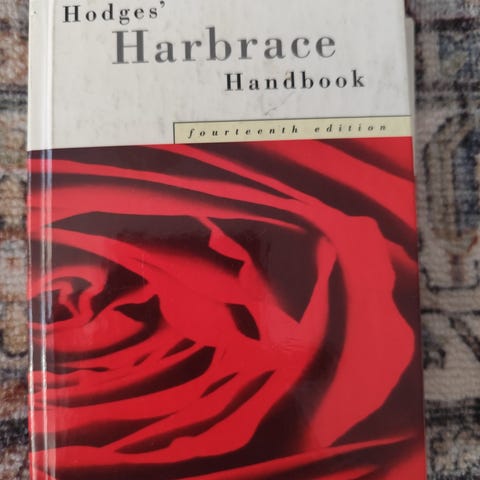 Hodges'
Harbrace
Handbook
fourteenth edition